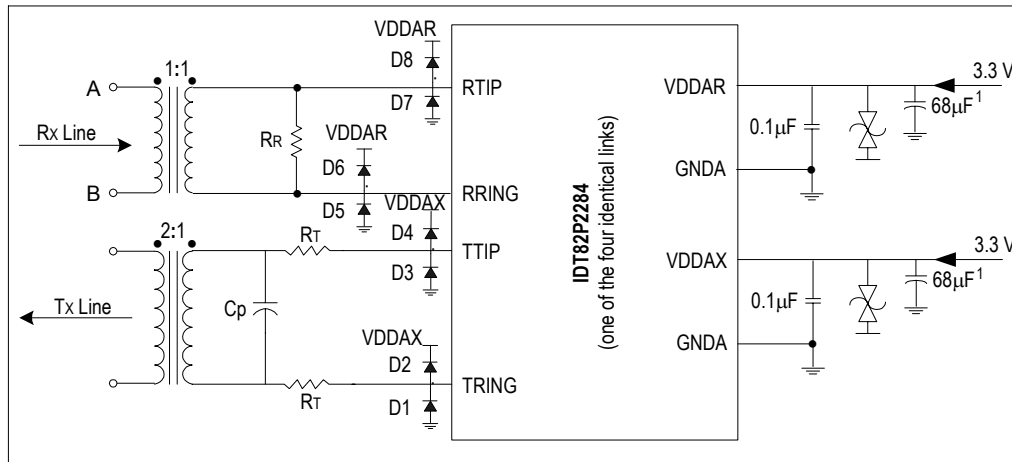 VDDAR
D8
D7
1:1
A
Rx Line
B
RR
RTIP
VDDAR
D6
D5
RRING
VDDAX
D4
D3
TTIP
2:1
RT
Tx Line
Cp
VDDAX
D2
D1
RT
TRING
IDT82P2284
(one of the four identical links)
VDDAR
3.3 V
0.1μF
68μF1
GNDA
VDDAX
3.3 V
0.1μF
68μF1
GNDA